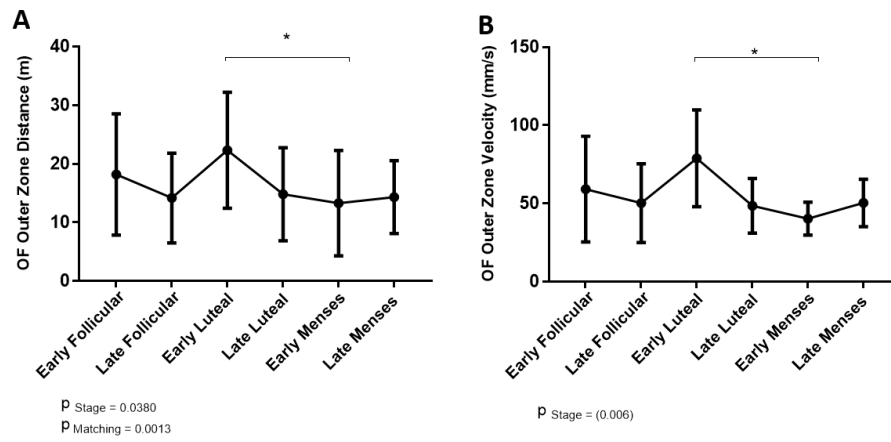 A
OF Outer Zone Distance (m)
40
30
20
10
0
*
Early Follicular
Late Follicular
Early Luteal
Late Luteal
Early Menses
Late Menses
p Stage = 0.0380
p Matching = 0.0013
B
OF Outer Zone Velocity (mm/s)
150
100
50
0
*
Early Follicular
Late Follicular
Early Luteal
Late Luteal
Early Menses
Late Menses
p Stage = (0.006)